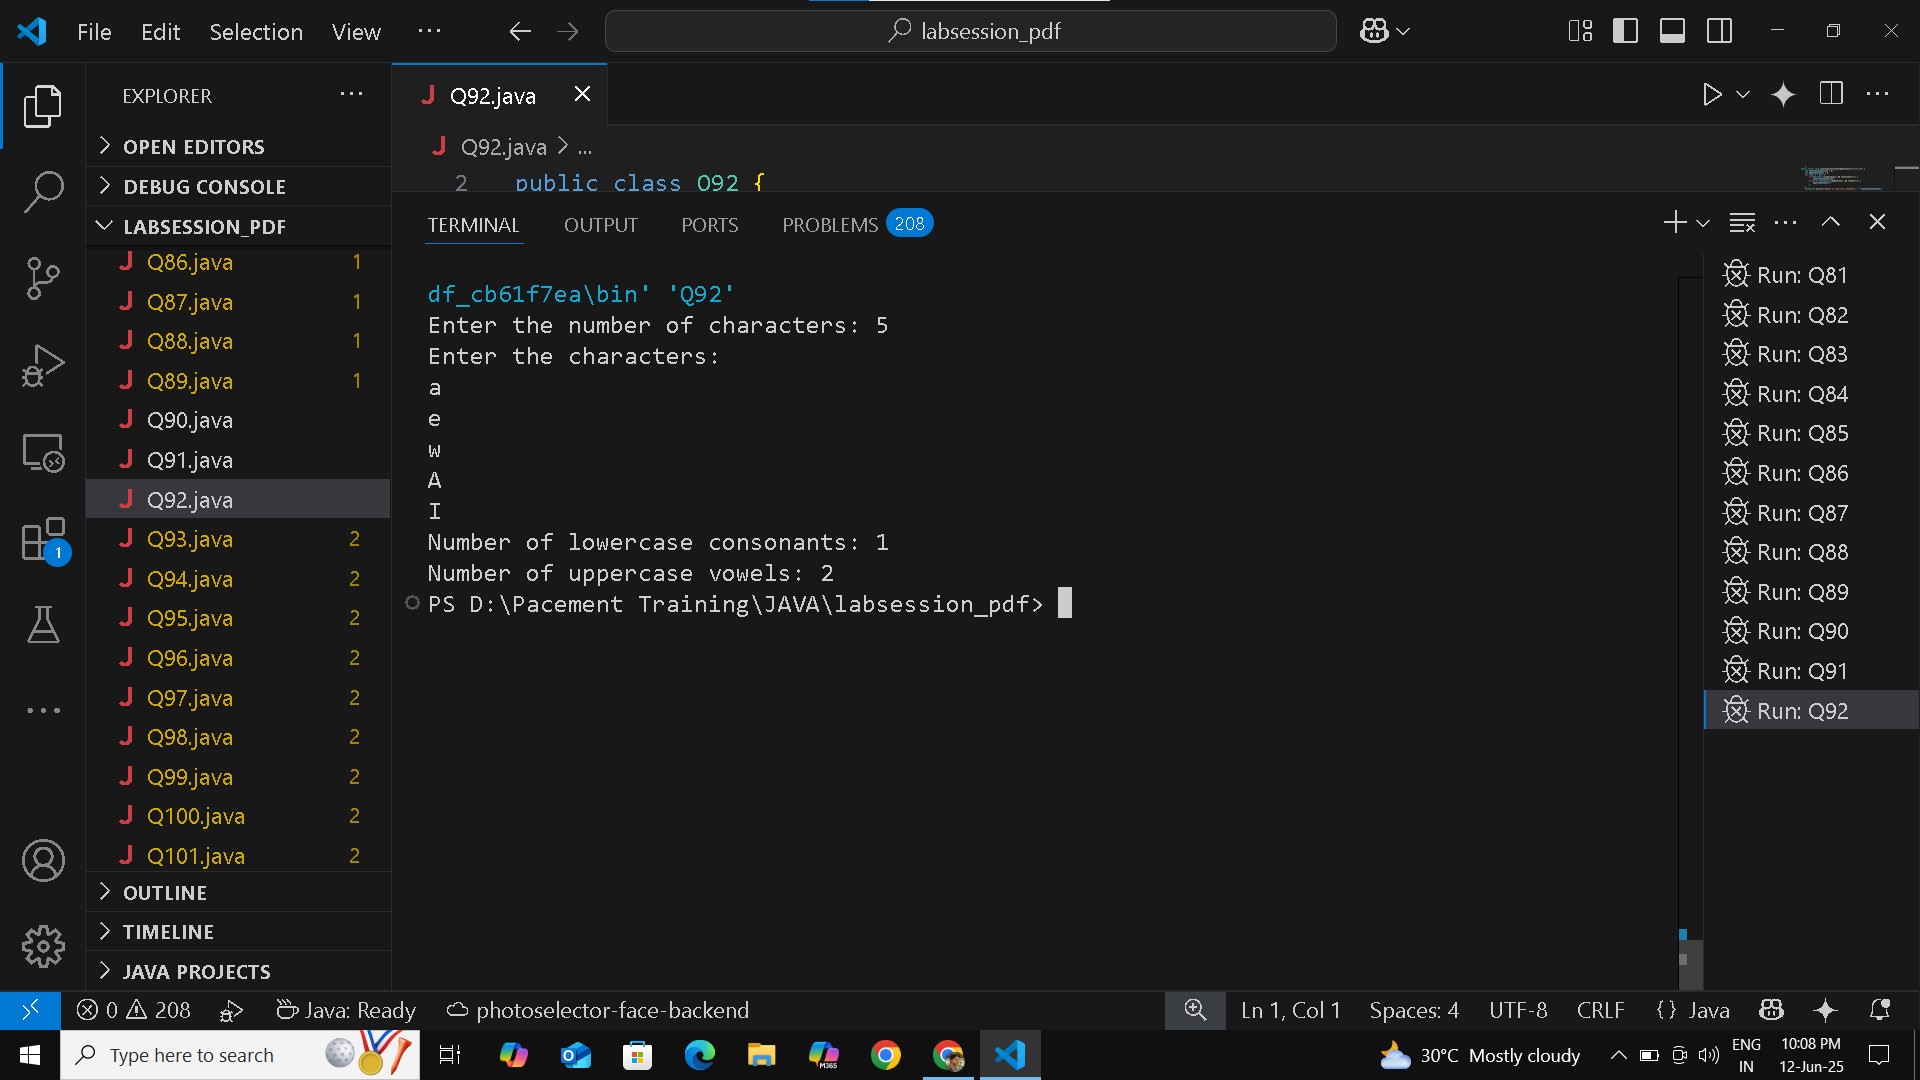 File Edit Selection View ··· labsession_pdf
EXPLORER ···
OPEN EDITORS
DEBUG CONSOLE
LABSESSION_PDF
Q86.java 1
Q87.java 1
Q88.java 1
Q89.java 1
Q90.java
Q91.java
Q92.java
Q93.java 2
Q94.java 2
Q95.java 2
Q96.java 2
Q97.java 2
Q98.java 2
Q99.java 2
Q100.java 2
Q101.java 2
OUTLINE
TIMELINE
JAVA PROJECTS
1
J Q92.java
J Q92.java > ...
2 public class Q92 {
TERMINAL OUTPUT PORTS PROBLEMS 208
df_cb61f7ea\bin' 'Q92'
Enter the number of characters: 5
Enter the characters:
a
e
w
A
I
Number of lowercase consonants: 1
Number of uppercase vowels: 2
PS D:\Pacement Training\JAVA\labsession_pdf>
Run: Q81
Run: Q82
Run: Q83
Run: Q84
Run: Q85
Run: Q86
Run: Q87
Run: Q88
Run: Q89
Run: Q90
Run: Q91
Run: Q92
0 208 Java: Ready photoselector-face-backend Ln 1, Col 1 Spaces: 4 UTF-8 CRLF {} Java
Type here to search M365 30°C Mostly cloudy ENG 10:08 PM
IN 12-Jun-25